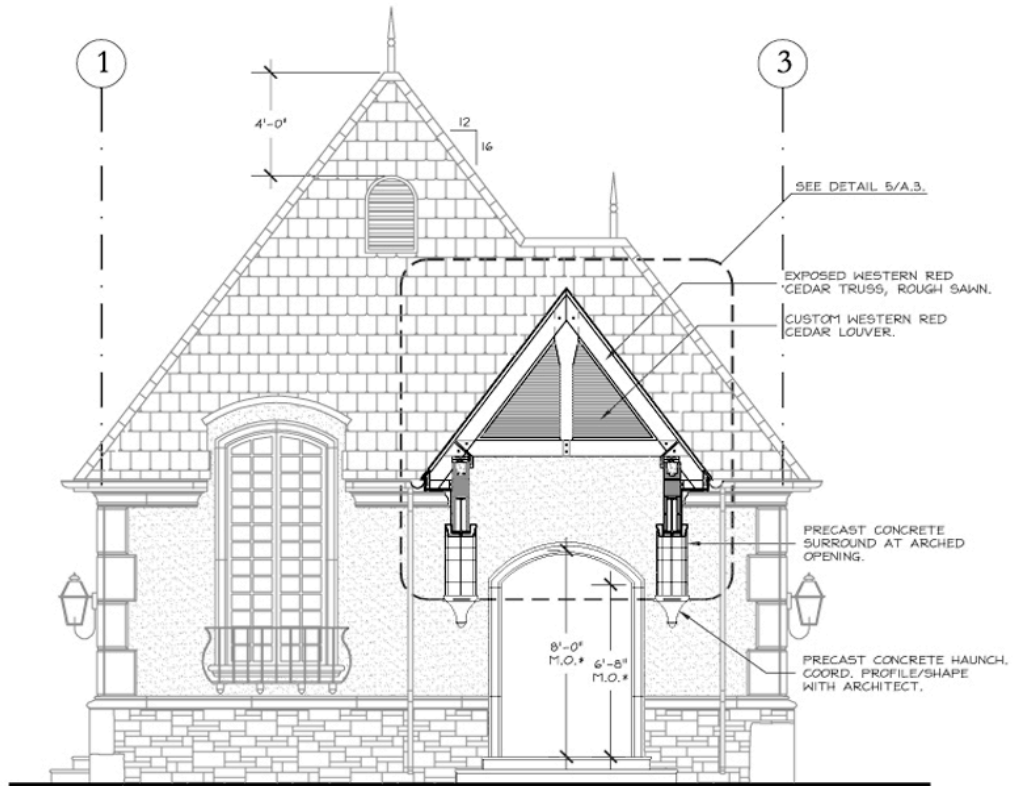 1
3
4'-0"
12
16
SEE DETAIL 5/A.3.
EXPOSED WESTERN RED
CEDAR TRUSS, ROUGH SAWN.
CUSTOM WESTERN RED
CEDAR LOUVER.
PRECAST CONCRETE
SURROUND AT ARCHED
OPENING.
8'-0"
M.O.*
6'-8"
M.O.*
PRECAST CONCRETE HAUNCH.
COORD. PROFILE/SHAPE
WITH ARCHITECT.